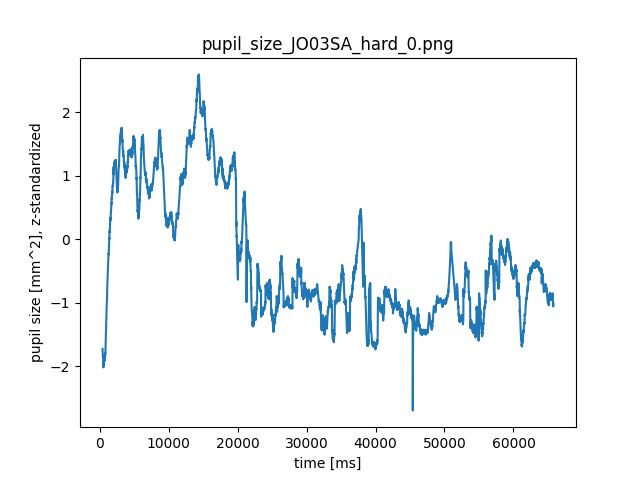 pupil_size_JO03SA_hard_0.png
pupil size [mm^2], z-standardized
2
1
0
−1
−2
0 10000 20000 30000 40000 50000 60000
time [ms]